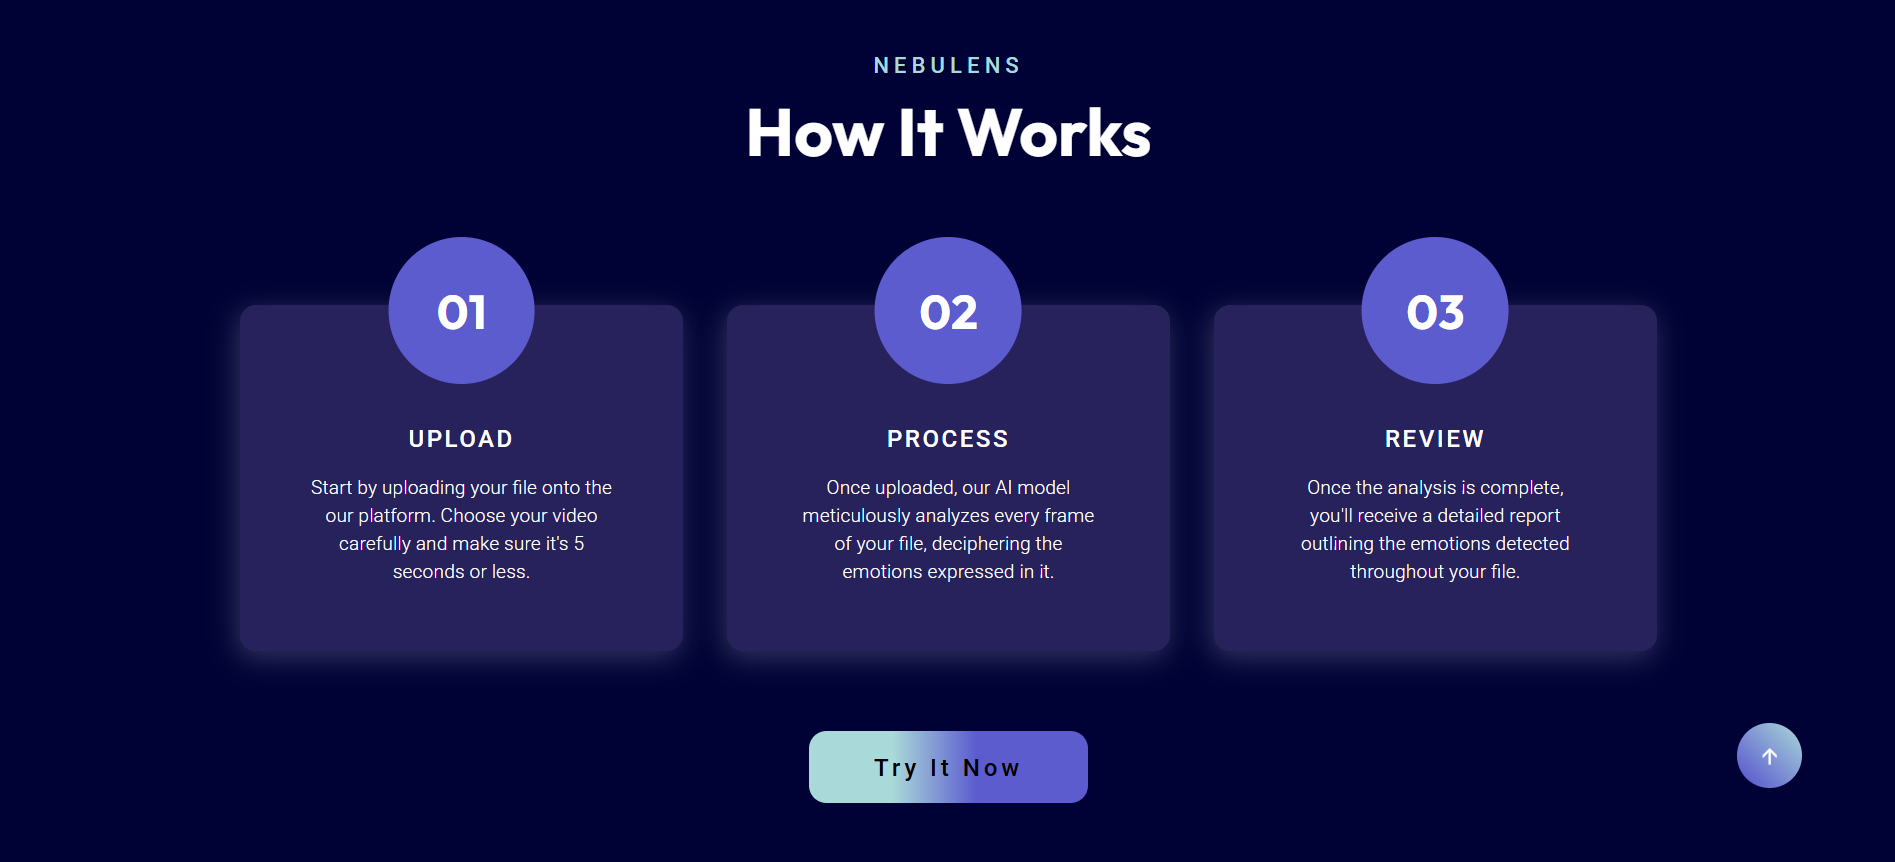 NEBULENS
How It Works
01
UPLOAD
Start by uploading your file onto the
our platform. Choose your video
carefully and make sure it's 5
seconds or less.
02
PROCESS
Once uploaded, our AI model
meticulously analyzes every frame
of your file, deciphering the
emotions expressed in it.
03
REVIEW
Once the analysis is complete,
you'll receive a detailed report
outlining the emotions detected
throughout your file.
Try It Now